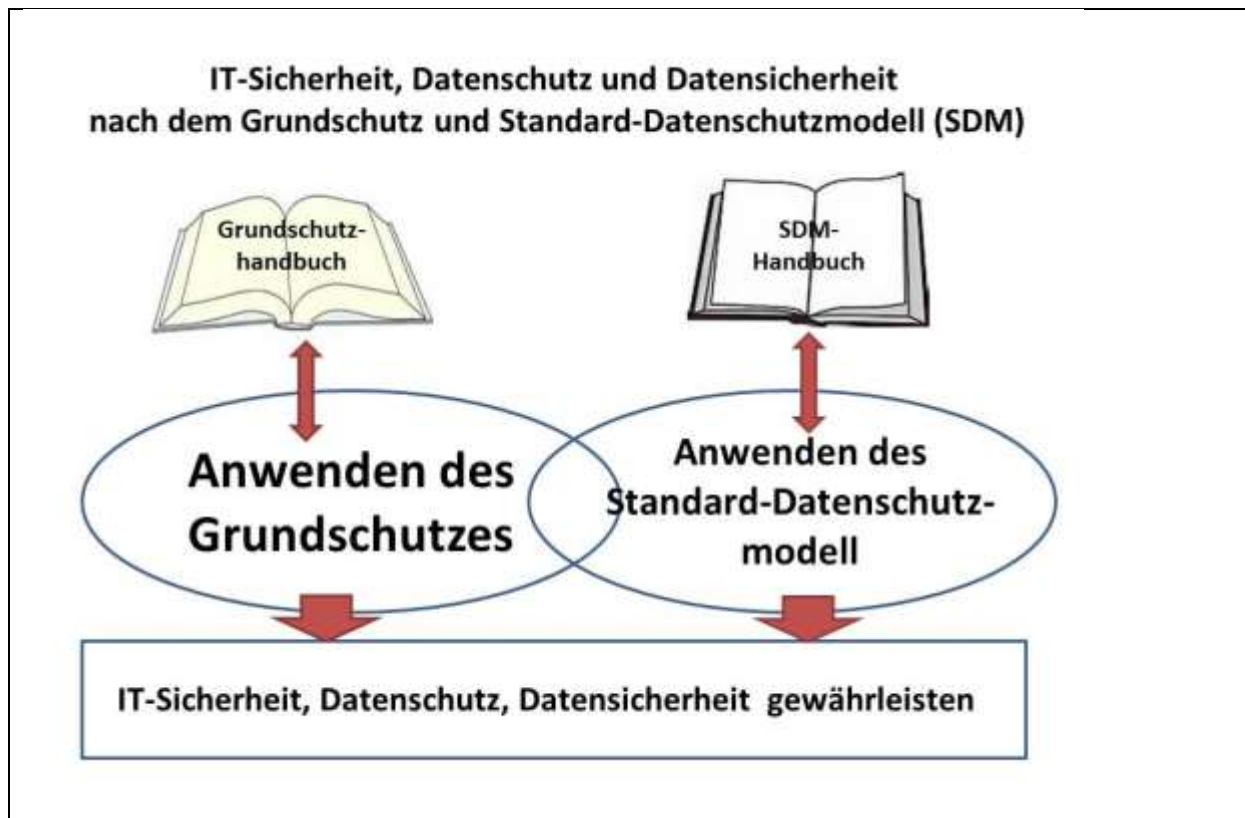 IT-Sicherheit, Datenschutz und Datensicherheit
nach dem Grundschutz und Standard-Datenschutzmodell (SDM)
Grundschutz-
handbuch
SDM-
Handbuch
Anwenden des
Grundschutzes
Anwenden des
Standard-Datenschutz-
modell
IT-Sicherheit, Datenschutz, Datensicherheit gewährleisten